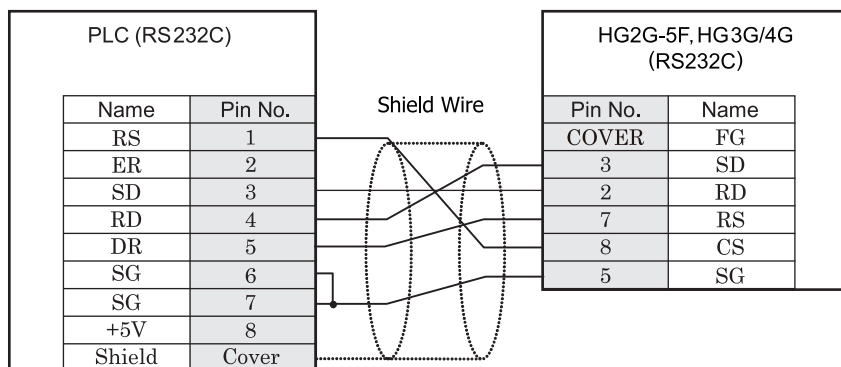 PLC (RS232C)
HG2G-5F, HG3G/4G
(RS232C)
Shield Wire
Name Pin No.
RS 1
ER 2
SD 3
RD 4
DR 5
SG 6
SG 7
+5V 8
Shield Cover
Pin No. Name
COVER FG
3 SD
2 RD
7 RS
8 CS
5 SG